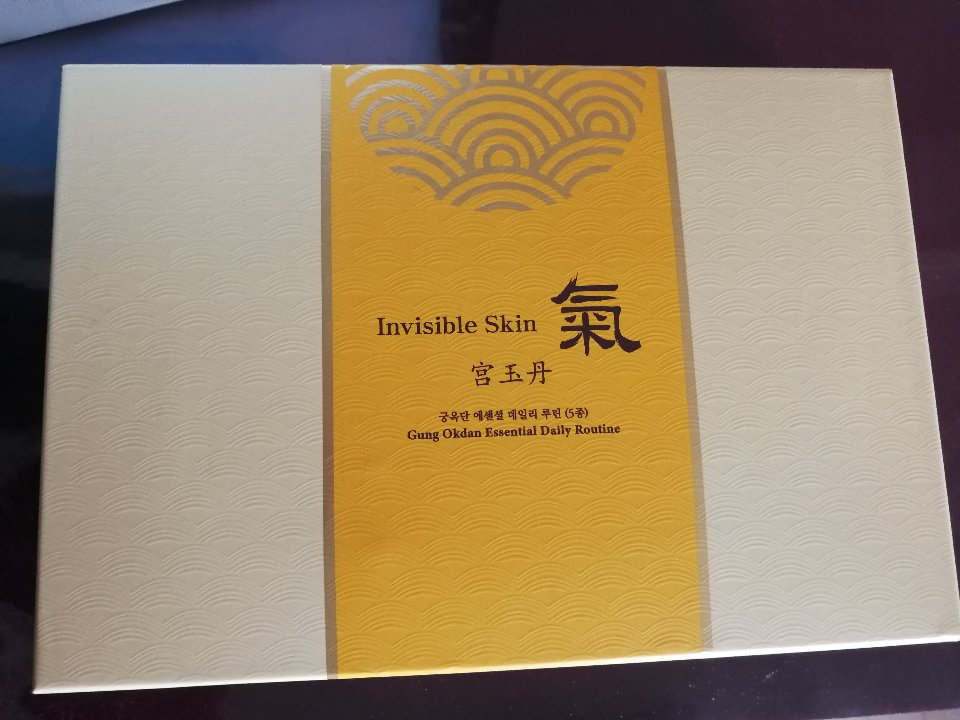 Invisible Skin 氣
宮玉丹
궁옥단 에센셜 데일리 루틴 (5종)
Gung Okdan Essential Daily Routine